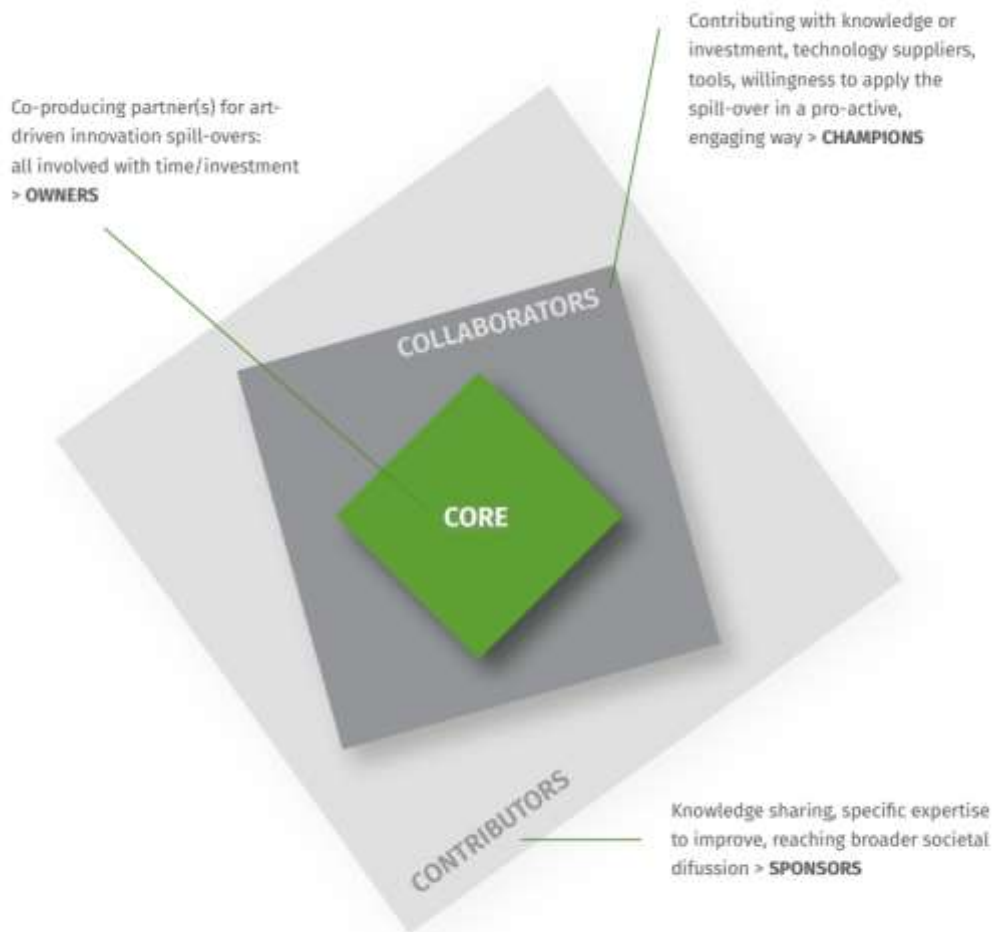 Contributing with knowledge or
investment, technology suppliers,
tools, willingness to apply the
spill-over in a pro-active,
engaging way > CHAMPIONS
Co-producing partner(s) for art-
driven innovation spill-overs:
all involved with time/investment
> OWNERS
COLLABORATORS
CORE
CONTRIBUTORS
Knowledge sharing, specific expertise
to improve, reaching broader societal
difussion > SPONSORS